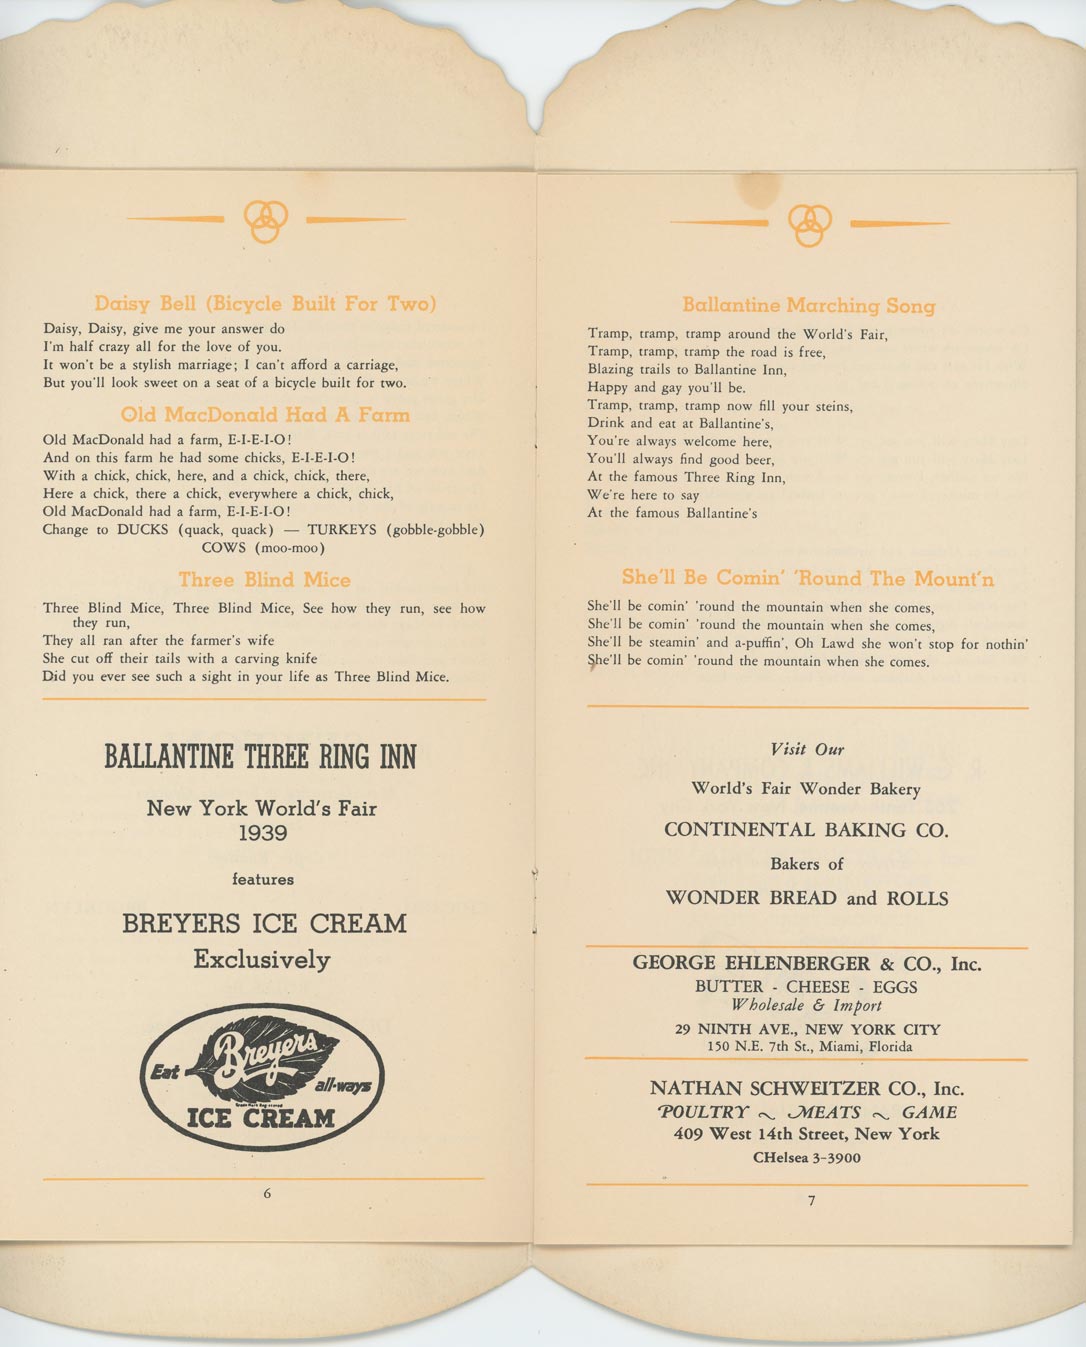 Daisy Bell (Bicycle Built For Two)
Daisy, Daisy, give me your answer do
I'm half crazy all for the love of you.
It won't be a stylish marriage; I can't afford a carriage,
But you'll look sweet on a seat of a bicycle built for two.
Old MacDonald Had A Farm
Old MacDonald had a farm, E-I-E-I-O!
And on this farm he had some chicks, E-I-E-I-O!
With a chick, chick, here, and a chick, chick, there,
Here a chick, there a chick, everywhere a chick, chick,
Old MacDonald had a farm, E-I-E-I-O!
Change to DUCKS (quack, quack) — TURKEYS (gobble-gobble)
COWS (moo-moo)
Three Blind Mice
Three Blind Mice, Three Blind Mice, See how they run, see how
they run,
They all ran after the farmer's wife
She cut off their tails with a carving knife
Did you ever see such a sight in your life as Three Blind Mice.
BALLANTINE THREE RING INN
New York World's Fair
1939
features
BREYERS ICE CREAM
Exclusively
Eat Breyers all-ways
ICE CREAM
6
Ballantine Marching Song
Tramp, tramp, tramp around the World's Fair,
Tramp, tramp, tramp the road is free,
Blazing trails to Ballantine Inn,
Happy and gay you'll be.
Tramp, tramp, tramp now fill your steins,
Drink and eat at Ballantine's,
You're always welcome here,
You'll always find good beer,
At the famous Three Ring Inn,
We're here to say
At the famous Ballantine's
She'll Be Comin' 'Round The Mount'n
She'll be comin' 'round the mountain when she comes,
She'll be comin' 'round the mountain when she comes,
She'll be steamin' and a-puffin', Oh Lawd she won't stop for nothin'
She'll be comin' 'round the mountain when she comes.
Visit Our
World's Fair Wonder Bakery
CONTINENTAL BAKING CO.
Bakers of
WONDER BREAD and ROLLS
GEORGE EHLENBERGER & CO., Inc.
BUTTER - CHEESE - EGGS
Wholesale & Import
29 NINTH AVE., NEW YORK CITY
150 N.E. 7th St., Miami, Florida
NATHAN SCHWEITZER CO., Inc.
POULTRY ~ MEATS ~ GAME
409 West 14th Street, New York
CHelsea 3-3900
7